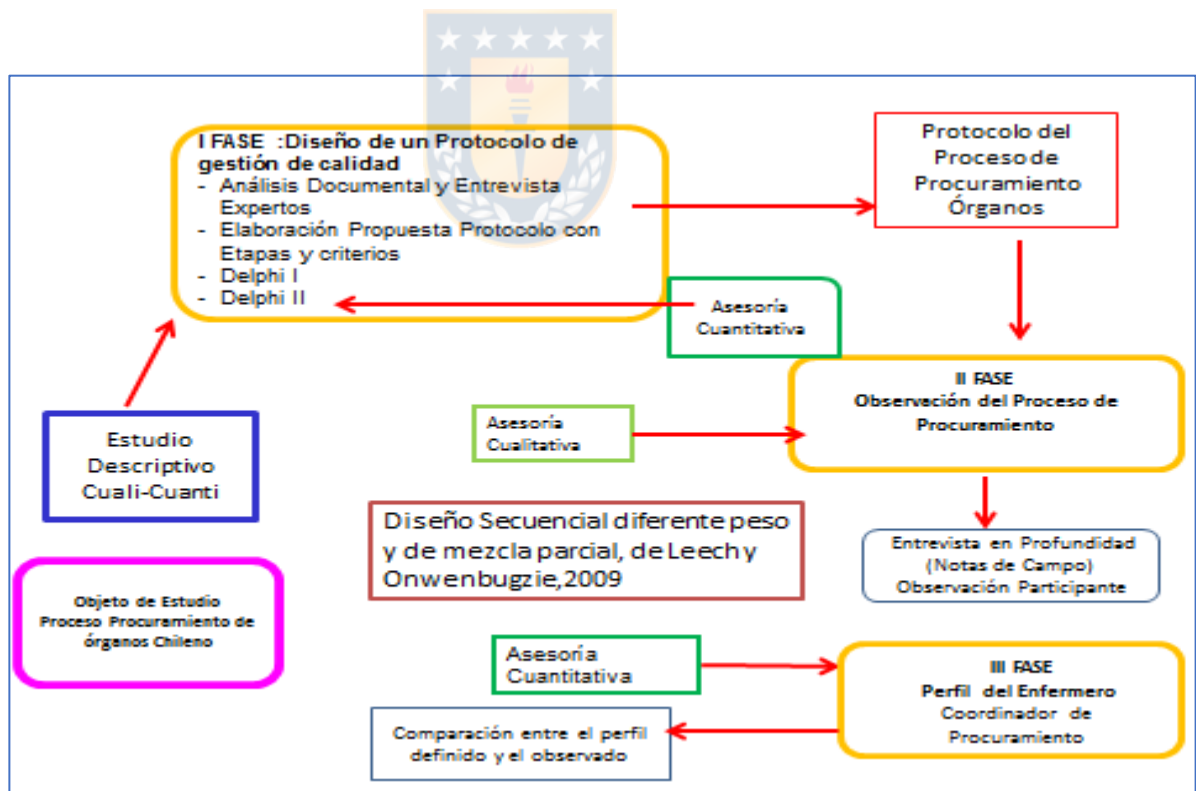 I FASE :Diseño de un Protocolo de
gestión de calidad
- Análisis Documental y Entrevista
Expertos
- Elaboración Propuesta Protocolo con
Etapas y criterios
- Delphi I
- Delphi II
Protocolo del
Proceso de
Procuramiento
Órganos
Asesoría
Cuantitativa
II FASE
Observación del Proceso de
Procuramiento
Asesoría
Cualitativa
Estudio
Descriptivo
Cuali-Cuanti
Diseño Secuencial diferente peso
y de mezcla parcial, de Leech y
Onwenbugzie,2009
Entrevista en Profundidad
(Notas de Campo)
Observación Participante
Objeto de Estudio
Proceso Procuramiento de
órganos Chileno
Asesoría
Cuantitativa
III FASE
Perfil del Enfermero
Coordinador de
Procuramiento
Comparación entre el perfil
definido y el observado